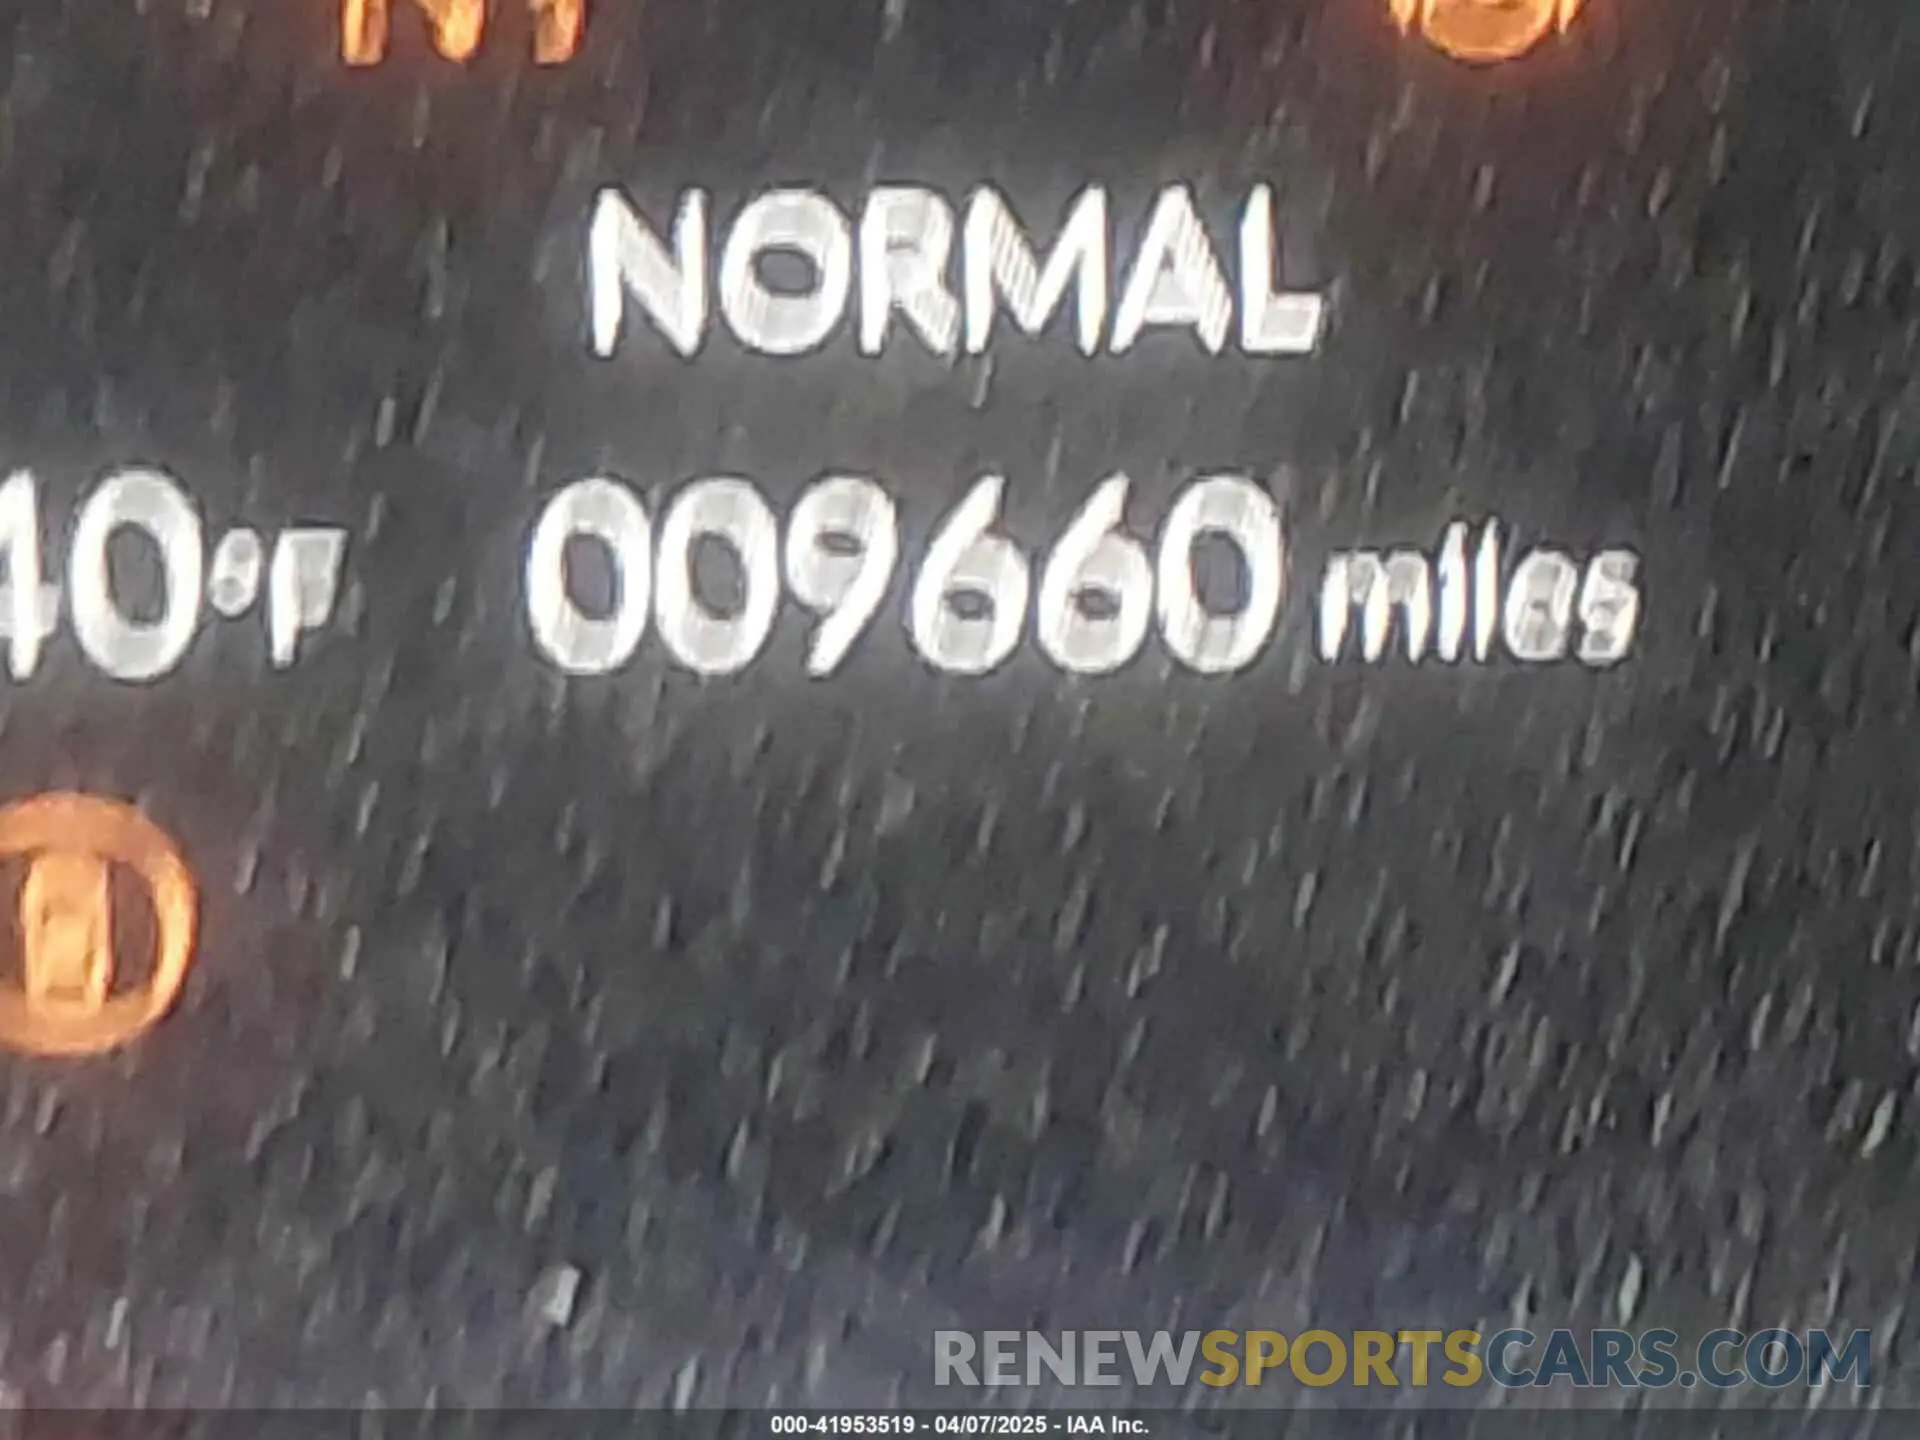 NORMAL
40°F 009660 miles
RENEWSPORTSCARS.COM
000-41953519 - 04/07/2025 - IAA Inc.